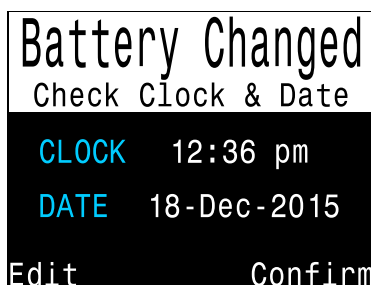 Battery Changed
Check Clock & Date
CLOCK 12:36 pm
DATE 18-Dec-2015
Edit Confirm